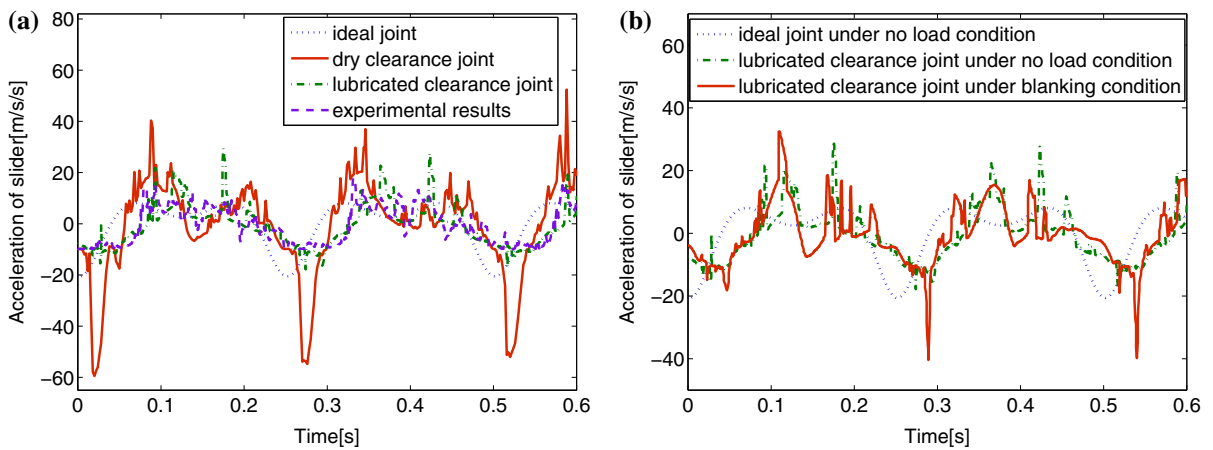 (a)
ideal joint
dry clearance joint
lubricated clearance joint
experimental results
80
60
40
20
0
−20
−40
−60
Acceleration of slider[m/s/s]
0
0.1
0.2
0.3
0.4
0.5
0.6
Time[s]
(b)
ideal joint under no load condition
lubricated clearance joint under no load condition
lubricated clearance joint under blanking condition
60
40
20
0
−20
−40
Acceleration of slider[m/s/s]
0
0.1
0.2
0.3
0.4
0.5
0.6
Time[s]